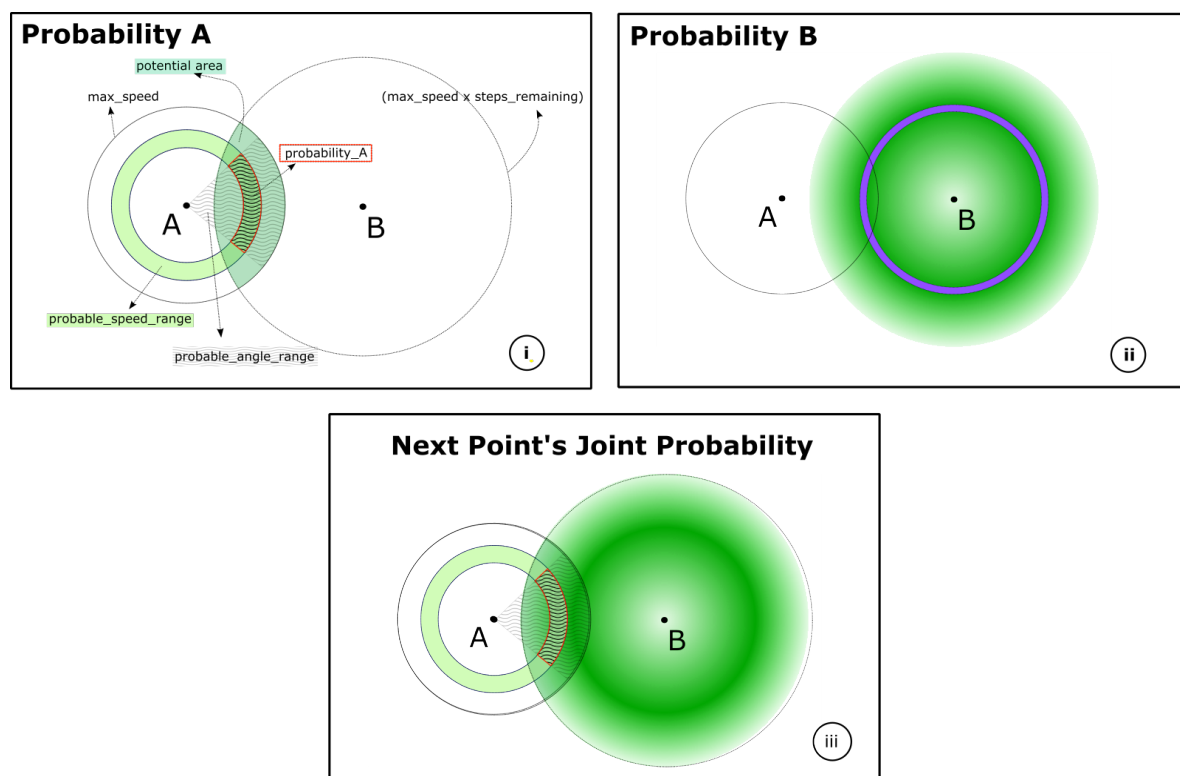 Probability A
potential area
max_speed
(max_speed x steps_remaining)
probability_A
A
B
probable_speed_range
probable_angle_range
i
Probability B
A
B
ii
Next Point's Joint Probability
A
B
iii